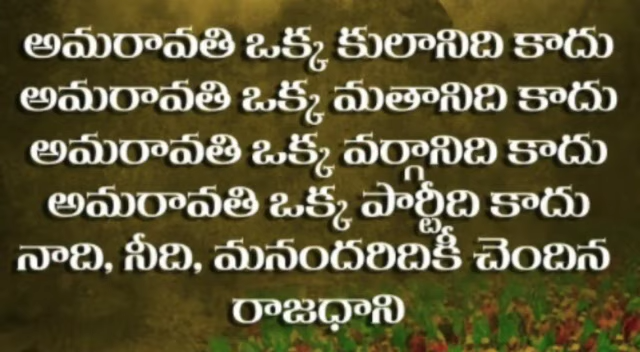 అమరావతి ఒక్క కులానిది కాదు
అమరావతి ఒక్క మతానిది కాదు
అమరావతి ఒక్క వర్గానిది కాదు
అమరావతి ఒక్క పార్టీది కాదు
నాది, నీది, మనందరిదికీ చెందిన
రాజధాని